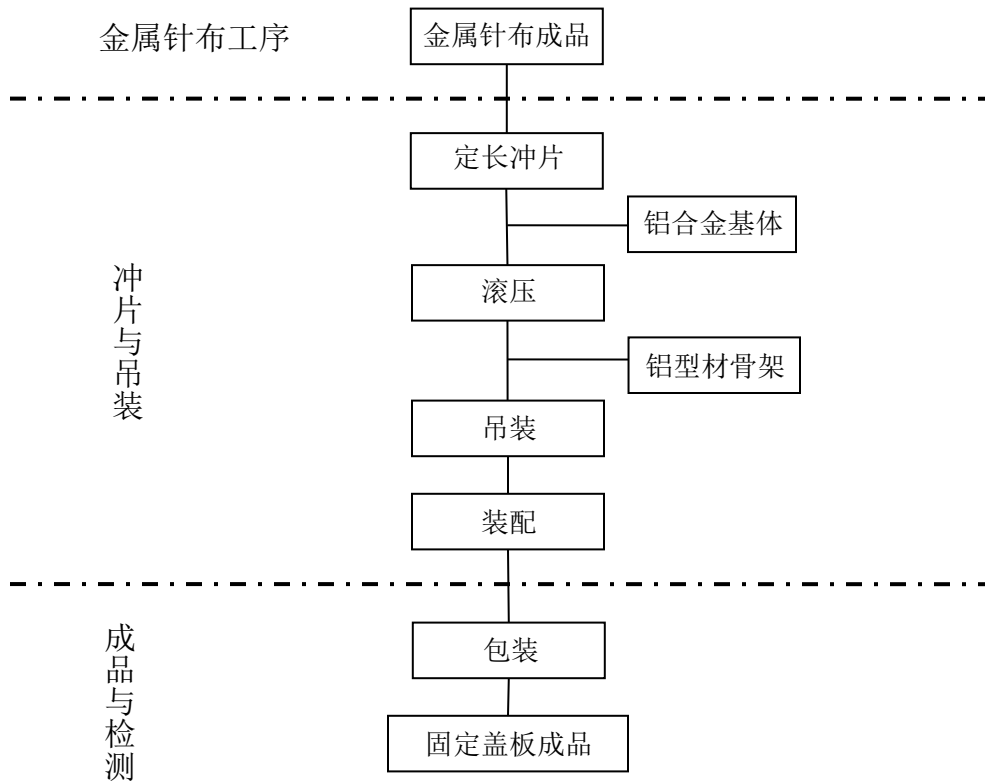 金属针布工序
金属针布成品
定长冲片
铝合金基体
冲片与吊装
滚压
铝型材骨架
吊装
装配
成品与检测
包装
固定盖板成品